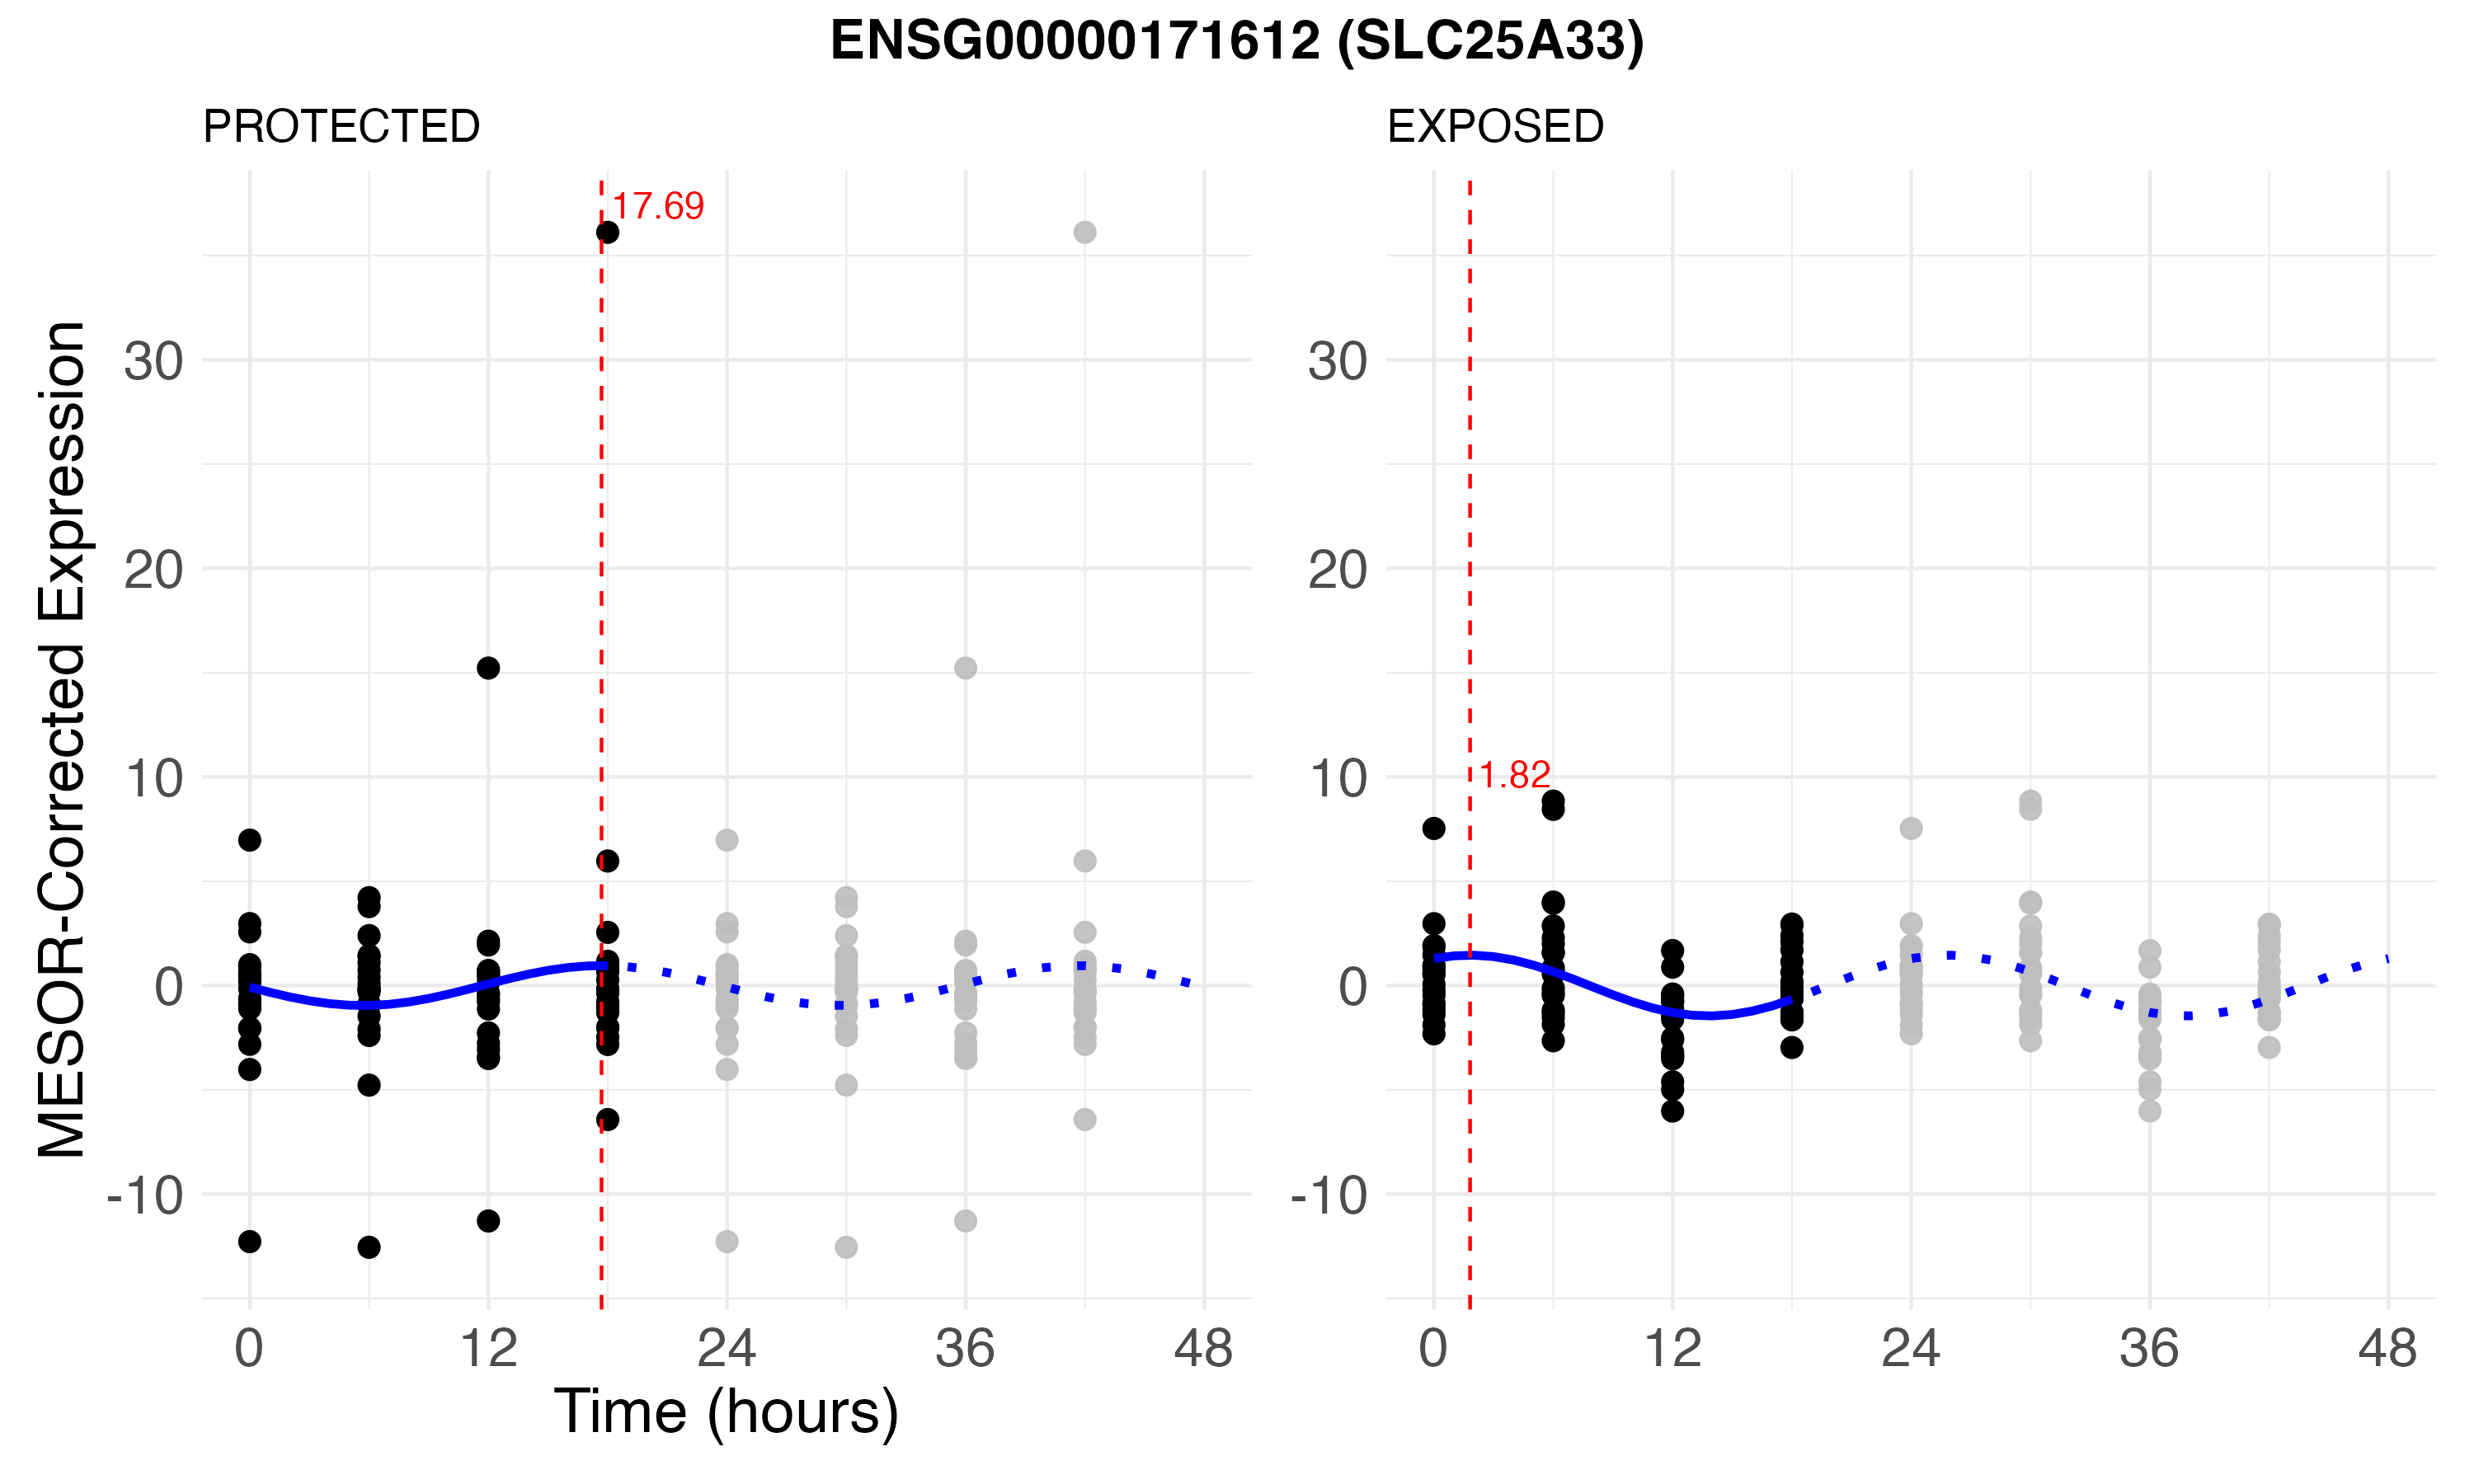 ENSG00000171612 (SLC25A33)
PROTECTED
EXPOSED
MESOR-Corrected Expression
17.69
30
20
10
0
-10
0 12 24 36 48
Time (hours)
1.82
30
20
10
0
-10
0 12 24 36 48